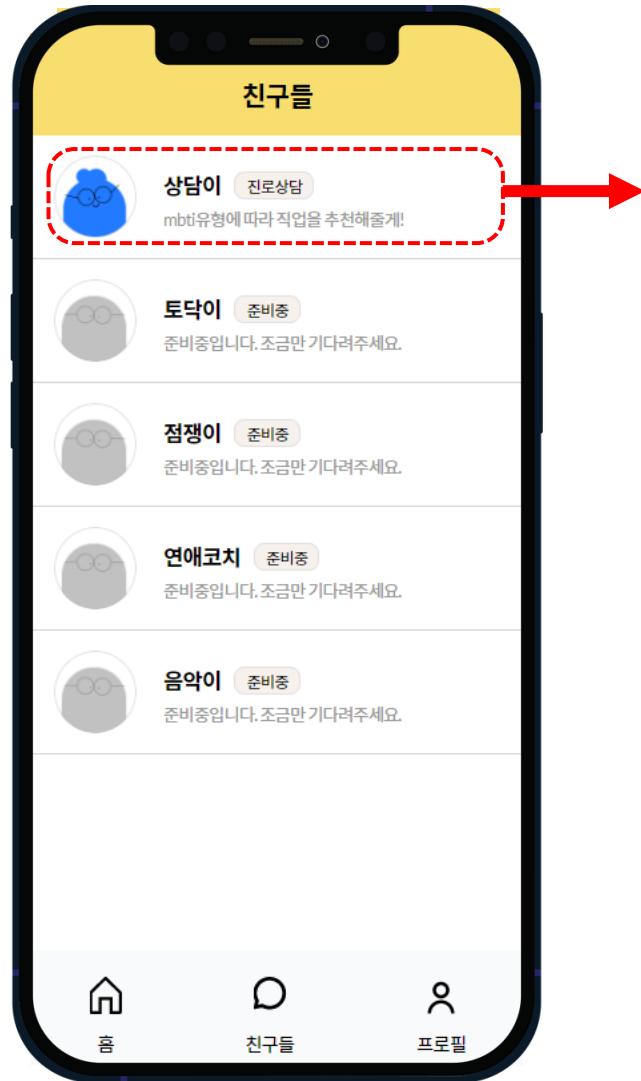 친구들
상담이 진로상담
mbti유형에 따라 직업을 추천해줄게!
토닥이 준비중
준비중입니다. 조금만 기다려주세요.
점쟁이 준비중
준비중입니다. 조금만 기다려주세요.
연애코치 준비중
준비중입니다. 조금만 기다려주세요.
음악이 준비중
준비중입니다. 조금만 기다려주세요.
홈 친구들 프로필